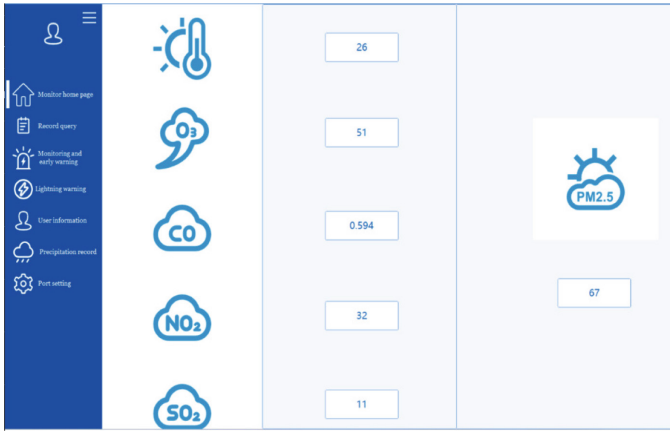 Monitor home page
Record query
Monitoring and
early warning
Lightning warning
User information
Precipitation record
Port setting
26
O3
51
CO
0.594
NO2
32
SO2
11
PM2.5
67